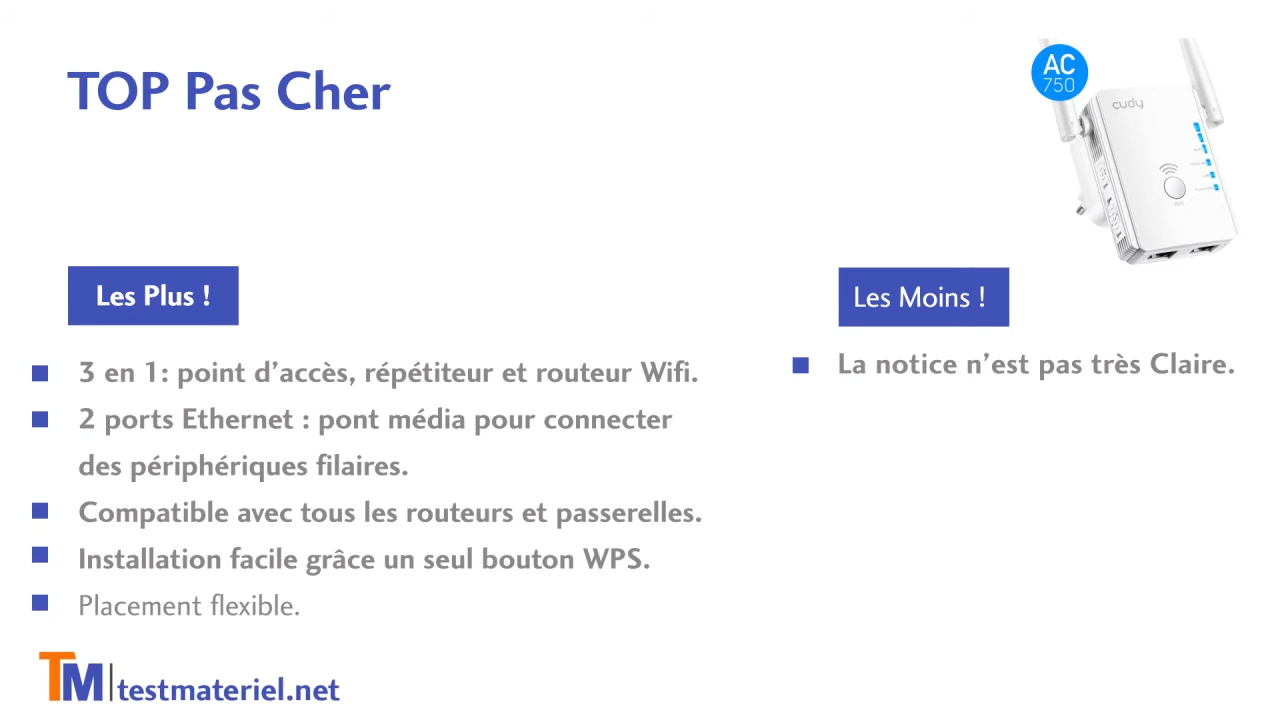 TOP Pas Cher
AC
750
cudy
Les Plus !
3 en 1: point d’accès, répétiteur et routeur Wifi.
2 ports Ethernet : pont média pour connecter
des périphériques filaires.
Compatible avec tous les routeurs et passerelles.
Installation facile grâce un seul bouton WPS.
Placement flexible.
Les Moins !
La notice n’est pas très Claire.
TM|testmateriel.net